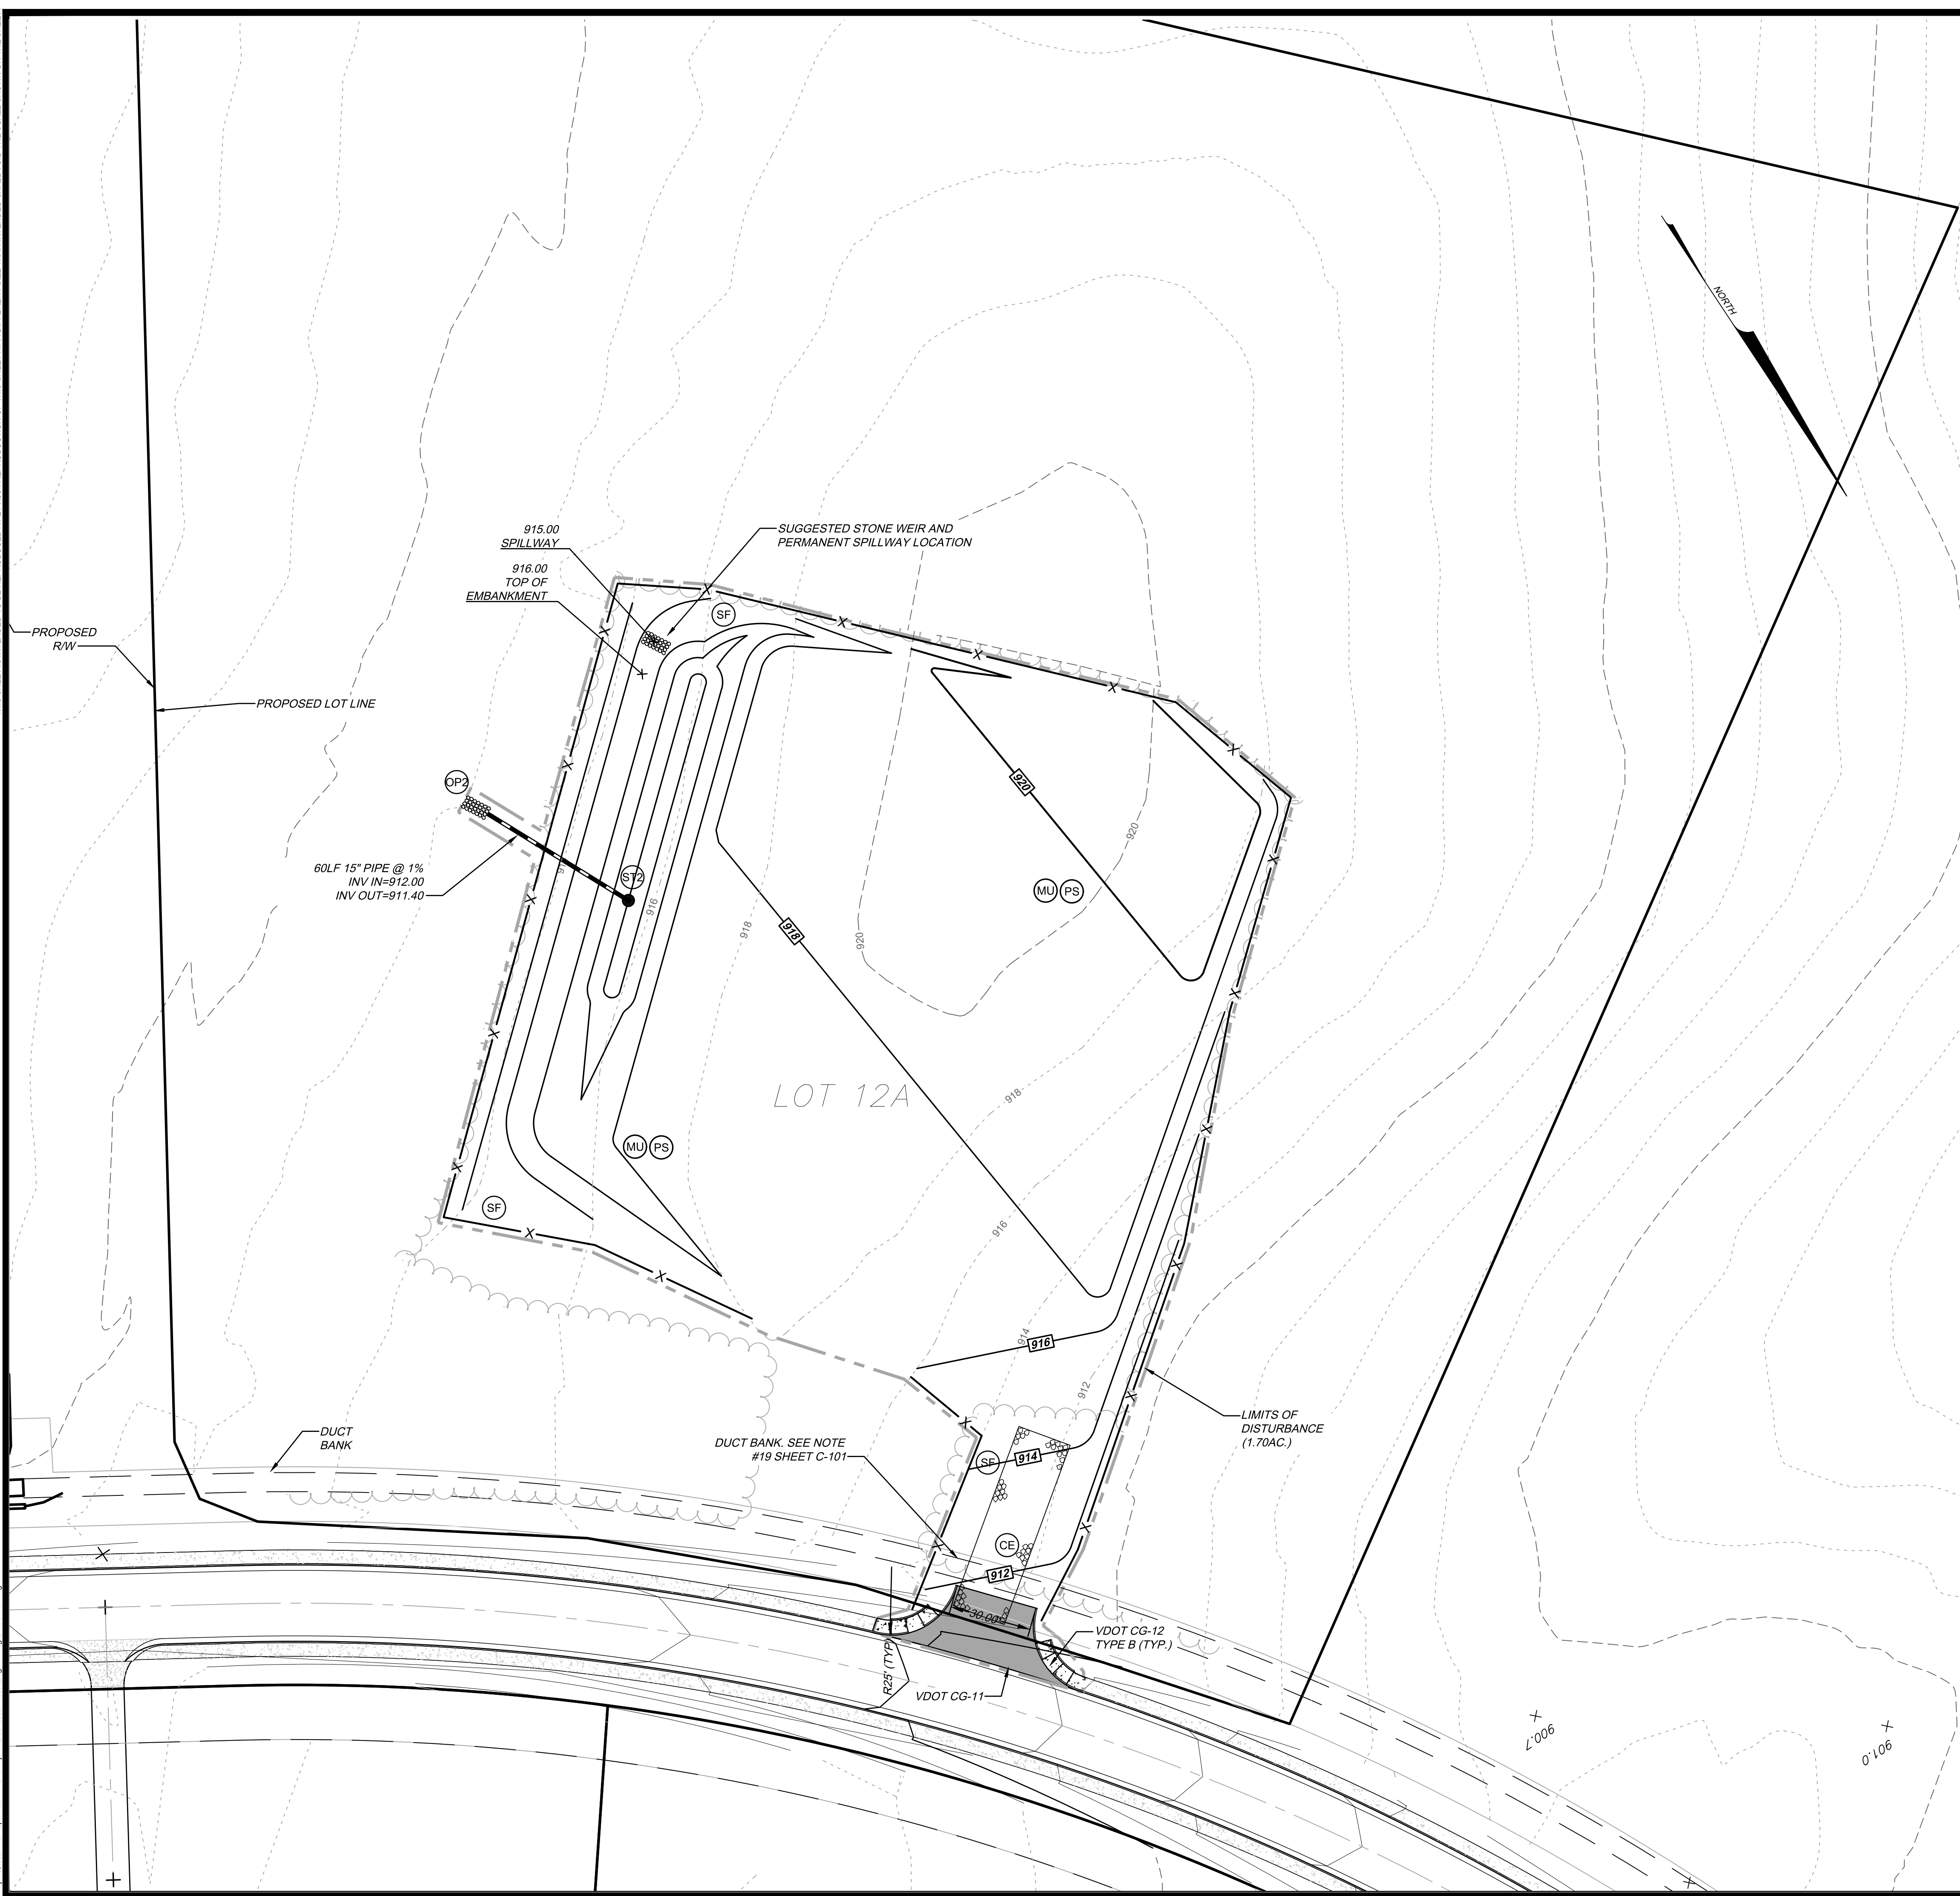 NORTH
915.00
SPILLWAY
916.00
TOP OF
EMBANKMENT
SUGGESTED STONE WEIR AND
PERMANENT SPILLWAY LOCATION
SF
PROPOSED
R/W
PROPOSED LOT LINE
OP2
60LF 15" PIPE @ 1%
INV IN=912.00
INV OUT=911.40
ST2
916
918
918
920
920
920
MU PS
LOT 12A
918
MU PS
SF
916
914
916
912
LIMITS OF
DISTURBANCE
(1.70AC.)
DUCT
BANK
DUCT BANK. SEE NOTE
#19 SHEET C-101
SF
914
CE
912
30.00'
R25' (TYP)
VDOT CG-12
TYPE B (TYP.)
VDOT CG-11
900.7
901.0